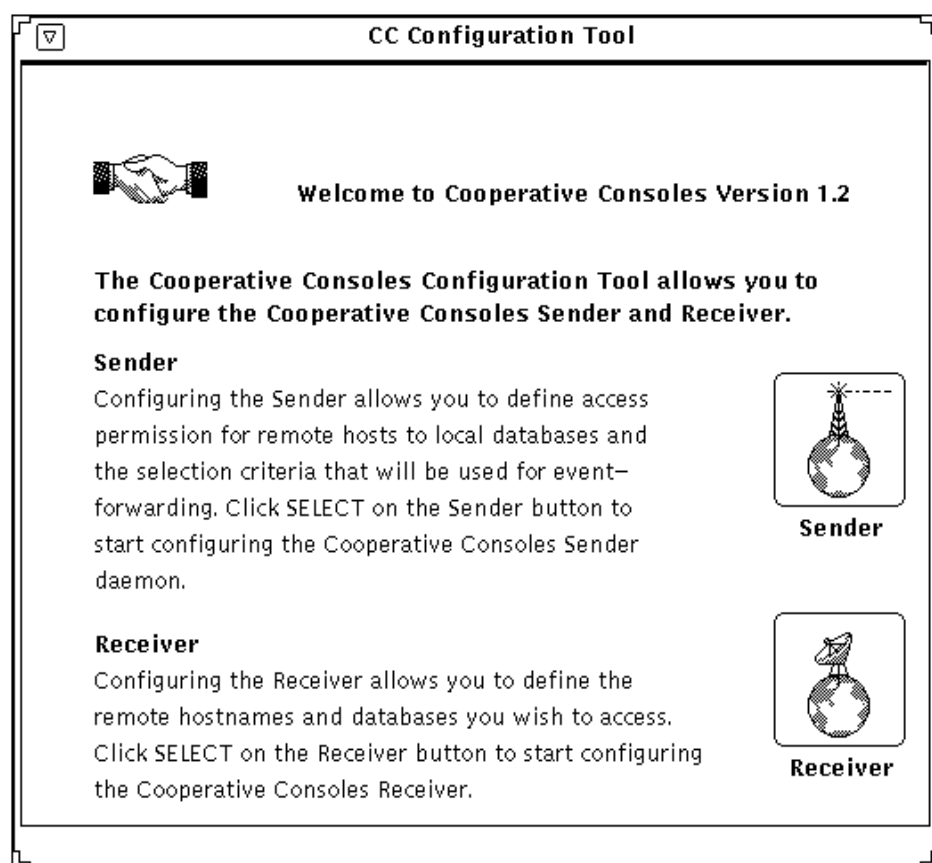 CC Configuration Tool
Welcome to Cooperative Consoles Version 1.2
The Cooperative Consoles Configuration Tool allows you to
configure the Cooperative Consoles Sender and Receiver.
Sender
Configuring the Sender allows you to define access
permission for remote hosts to local databases and
the selection criteria that will be used for event–
forwarding. Click SELECT on the Sender button to
start configuring the Cooperative Consoles Sender
daemon.
Sender
Receiver
Configuring the Receiver allows you to define the
remote hostnames and databases you wish to access.
Click SELECT on the Receiver button to start configuring
the Cooperative Consoles Receiver.
Receiver